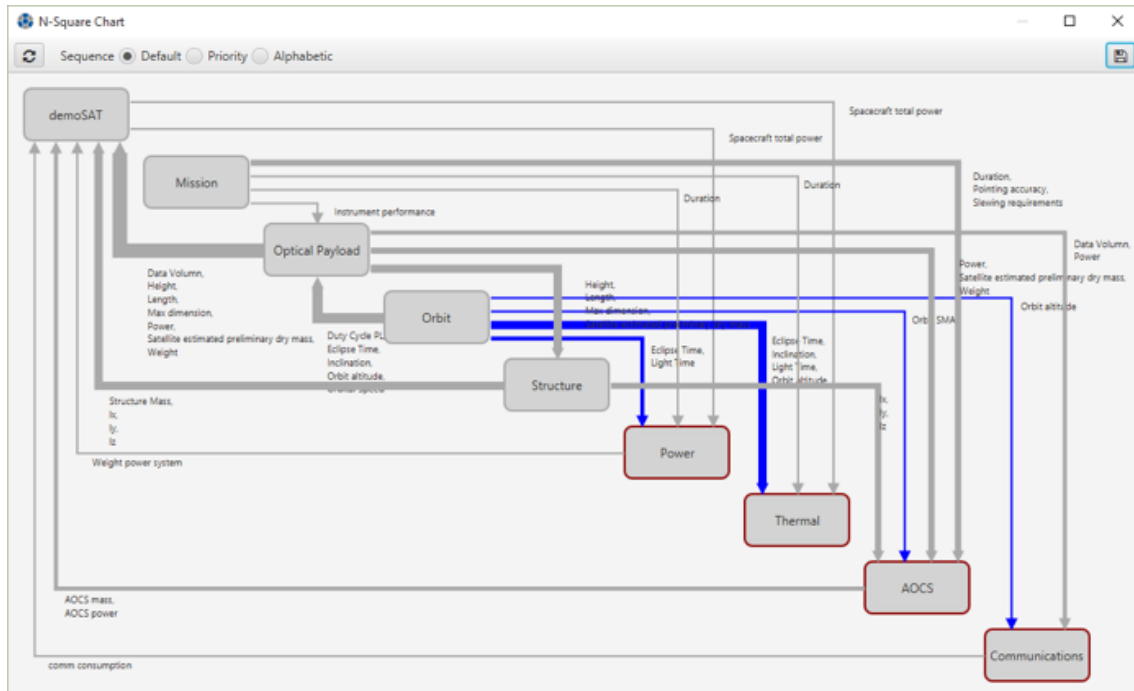 N-Square Chart
Sequence Default Priority Alphabetic
demoSAT
Spacecraft total power
Spacecraft total power
Mission
Duration,
Pointing accuracy,
Slewing requirements
Duration
Duration
Instrument performance
Optical Payload
Data Volumn,
Power
Data Volumn,
Height,
Length,
Max dimension,
Power,
Satellite estimated preliminary dry mass,
Weight
Height,
Length,
Max dimension,
Power,
Satellite estimated preliminary dry mass,
Weight
Orbit
Orbit altitude
Orbit SMA
Duty Cycle
Eclipse Time,
Inclination,
Orbit altitude,
Eclipse Time,
Light Time
Eclipse Time,
Inclination,
Light Time,
Orbit altitude
Structure
Structure Mass,
Ix,
Iy,
Iz
Ix,
Iy,
Iz
Power
Weight power system
Thermal
AOCS
AOCS mass,
AOCS power
Communications
comm consumption